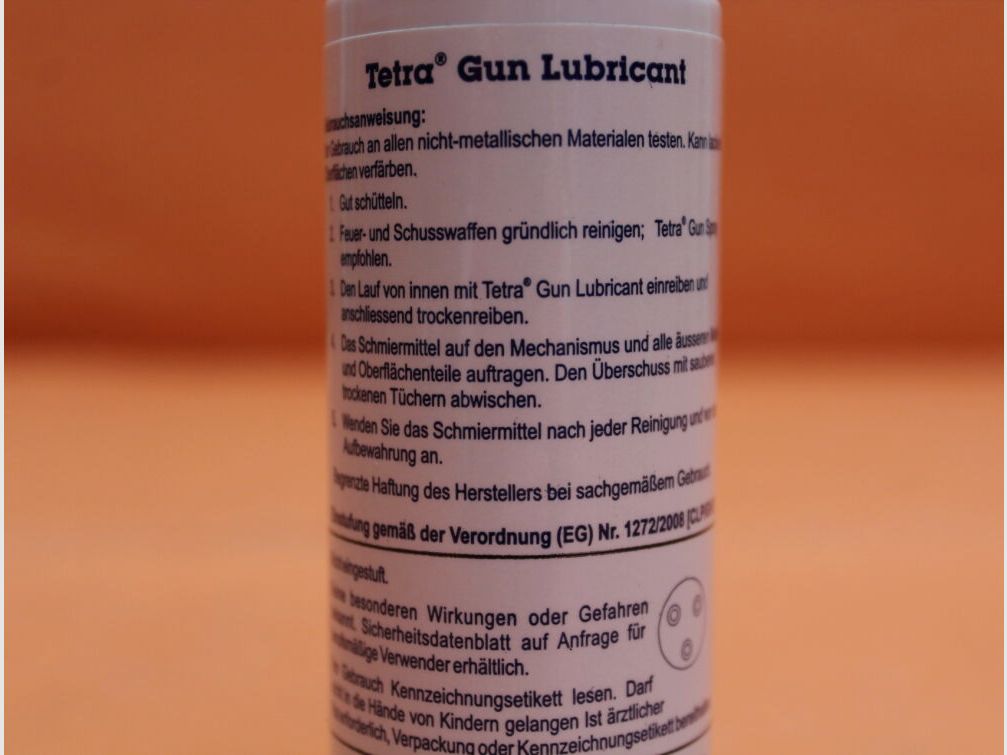 Tetra® Gun Lubricant
Gebrauch an allen nicht-metallischen Materialen testen. Kann
verfärben.
1. Gut schütteln.
2. Feuer- und Schusswaffen gründlich reinigen; Tetra® Gun
empfohlen.
3. Den Lauf von innen mit Tetra® Gun Lubricant einreiben und
anschliessend trockenreiben.
4. Das Schmiermittel auf den Mechanismus und alle äusseren
und Oberflächenteile auftragen. Den Überschuss mit
trockenen Tüchern abwischen.
5. Wenden Sie das Schmiermittel nach jeder Reinigung und
Aufbewahrung an.
Begrenzte Haftung des Herstellers bei sachgemäßem Gebrauch
gemäß der Verordnung (EG) Nr. 1272/2008
besonderen Wirkungen oder Gefahren
Sicherheitsdatenblatt auf Anfrage für
Verwender erhältlich.
Gebrauch Kennzeichnungsetikett lesen. Darf
in die Hände von Kindern gelangen Ist ärztlicher
Verpackung oder Kennzeichnungsetikett